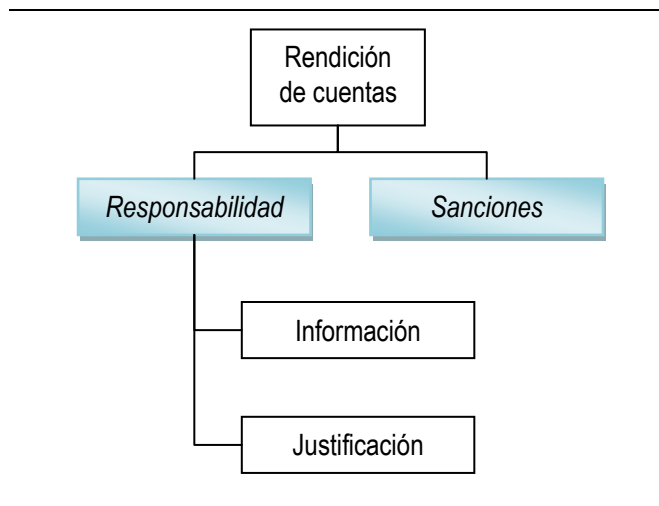 Rendición
de cuentas
Responsabilidad
Sanciones
Información
Justificación